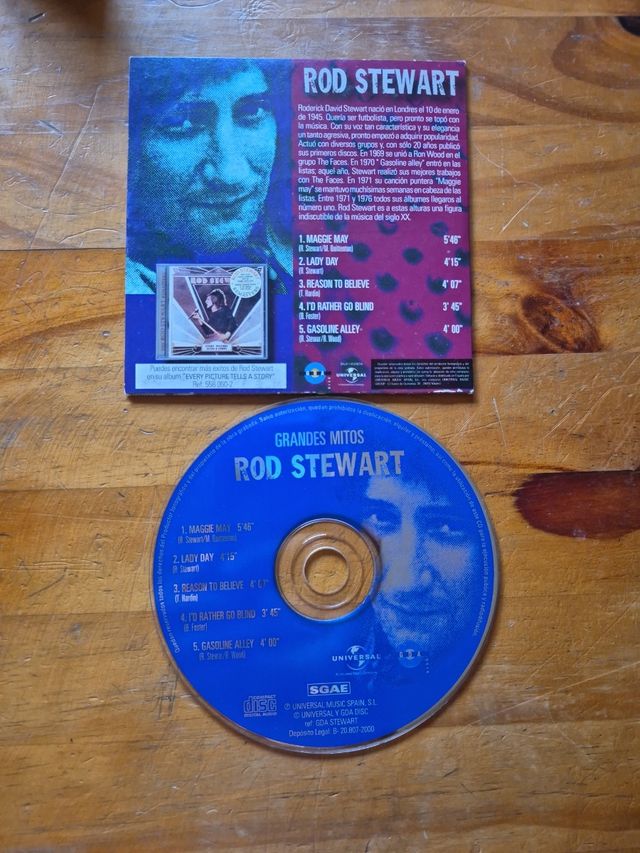 ROD STEWART
Roderick David Stewart nació en Londres el 10 de enero
de 1945. Quería ser futbolista, pero pronto se topó con
la música. Con su voz tan característica y su elegancia
un tanto agresiva, pronto empezó a adquirir popularidad.
Actuó con diversos grupos y, con sólo 20 años publicó
sus primeros discos. En 1969 se unió a Ron Wood en el
grupo The Faces. En 1970 "Gasoline alley" entró en las
listas; aquel año, Stewart realizó sus mejores trabajos
con The Faces. En 1971 su canción puntera "Maggie
may" se mantuvo muchísimas semanas en cabeza de las
listas. Entre 1971 y 1976 todos sus álbumes llegaron al
número uno. Rod Stewart es a estas alturas una figura
indiscutible de la música del siglo XX.
1. MAGGIE MAY 5'46"
(R. Stewart/M. Quittenton)
2. LADY DAY 4'15"
(R. Stewart)
3. REASON TO BELIEVE 4' 07"
(T. Hardin)
4. I'D RATHER GO BLIND 3' 45"
(B. Foster)
5. GASOLINE ALLEY 4' 00"
(R. Stewar/R. Wood)
ROD STEWART
Puedes encontrar más éxitos de Rod Stewart
en su álbum "EVERY PICTURE TELLS A STORY"
Ref. 558 060-2
UNIVERSAL
GRANDES MITOS
ROD STEWART
1. MAGGIE MAY 5'46"
(R. Stewart/M. Quittenton)
2. LADY DAY 4'15"
(R. Stewart)
3. REASON TO BELIEVE 4' 07"
(T. Hardin)
4. I'D RATHER GO BLIND 3' 45"
(B. Foster)
5. GASOLINE ALLEY 4' 00"
(R. Stewar/R. Wood)
UNIVERSAL
GDA
COMPACT
disc
DIGITAL AUDIO
SGAE
℗ UNIVERSAL MUSIC SPAIN, S.L.
© UNIVERSAL Y GDA DISC
ref: GDA STEWART
Depósito Legal: B- 20.807-2000